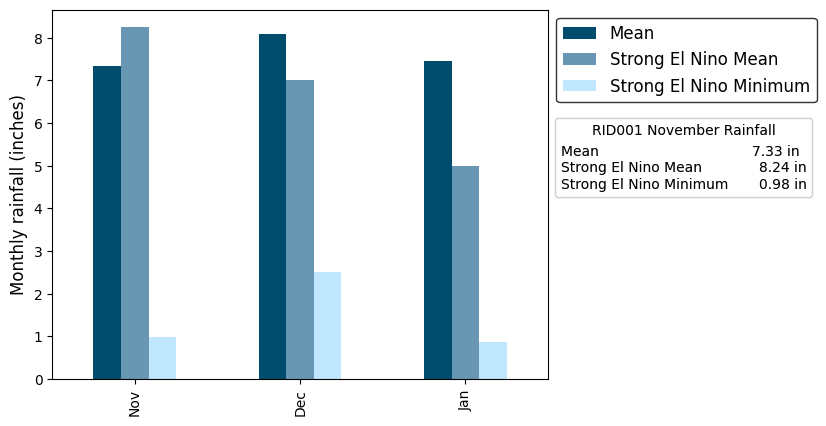 Monthly rainfall (inches)
8
7
6
5
4
3
2
1
0
Nov
Dec
Jan
Mean
Strong El Nino Mean
Strong El Nino Minimum
RID001 November Rainfall
Mean 7.33 in
Strong El Nino Mean 8.24 in
Strong El Nino Minimum 0.98 in